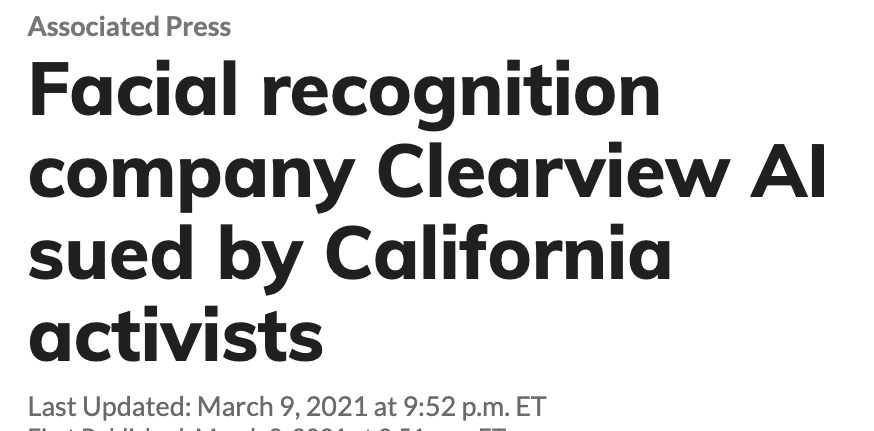 Associated Press
Facial recognition
company Clearview AI
sued by California
activists
Last Updated: March 9, 2021 at 9:52 p.m. ET